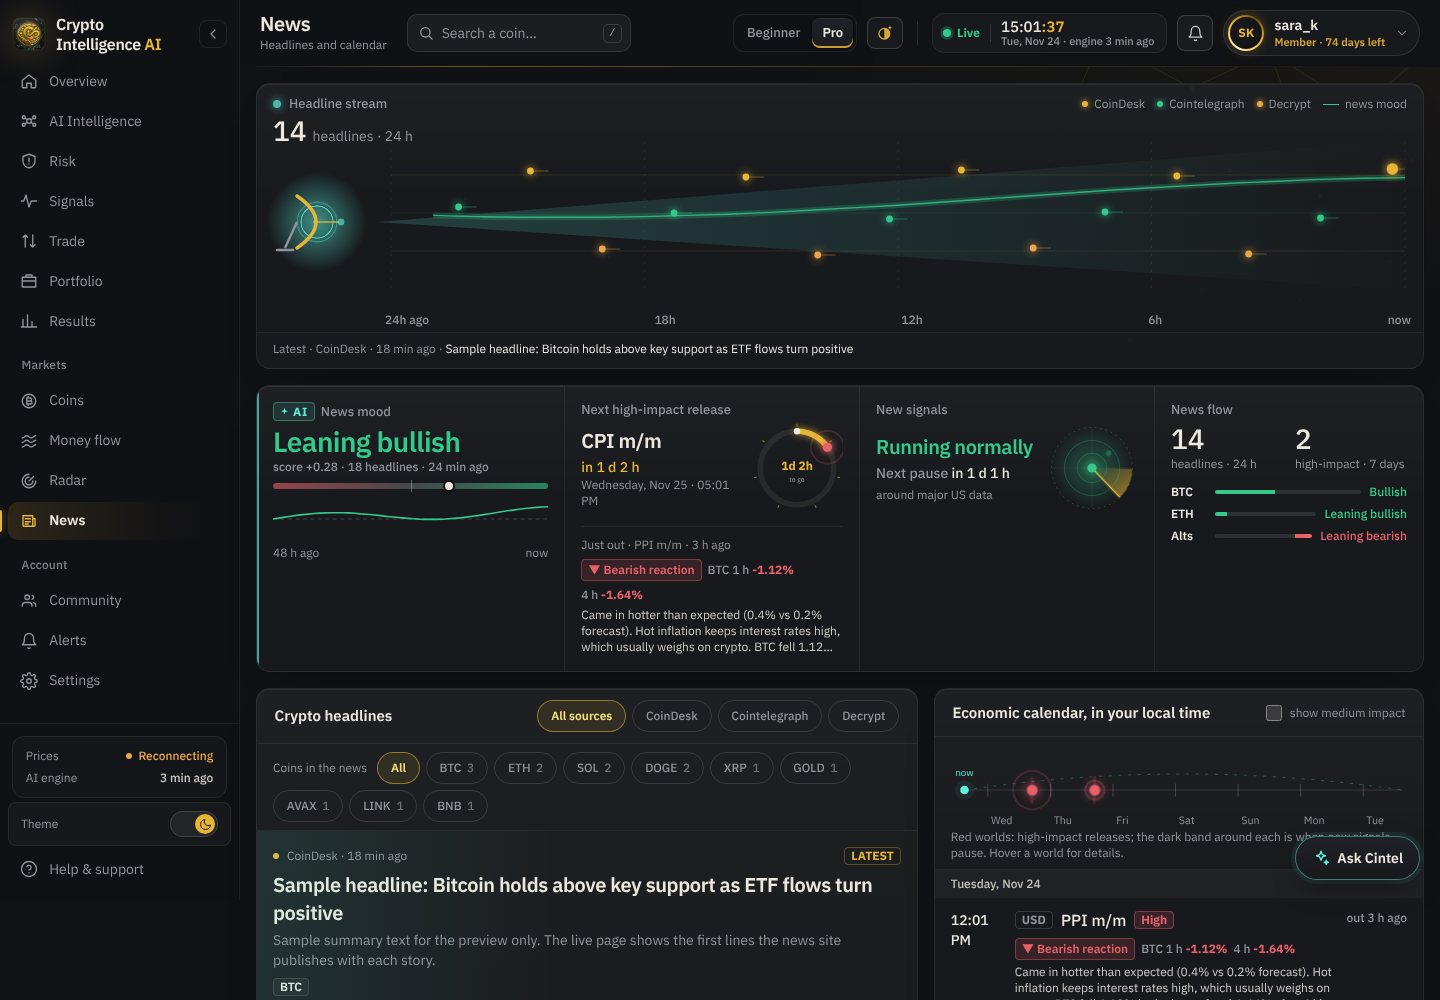 Crypto
Intelligence AI
News
Headlines and calendar
Search a coin...
/
Beginner
Pro
Live
15:01:37
Tue, Nov 24 · engine 3 min ago
SK
sara_k
Member · 74 days left
Overview
AI Intelligence
Risk
Signals
Trade
Portfolio
Results
Markets
Coins
Money flow
Radar
News
Account
Community
Alerts
Settings
Prices
Reconnecting
AI engine
3 min ago
Theme
Help & support
Headline stream
CoinDesk
Cointelegraph
Decrypt
news mood
14 headlines · 24 h
24h ago
18h
12h
6h
now
Latest · CoinDesk · 18 min ago · Sample headline: Bitcoin holds above key support as ETF flows turn positive
AI
News mood
Leaning bullish
score +0.28 · 18 headlines · 24 min ago
48 h ago
now
Next high-impact release
CPI m/m
in 1 d 2 h
Wednesday, Nov 25 · 05:01
PM
1d 2h
to go
Just out · PPI m/m · 3 h ago
▼ Bearish reaction BTC 1 h -1.12%
4 h -1.64%
Came in hotter than expected (0.4% vs 0.2%
forecast). Hot inflation keeps interest rates high,
which usually weighs on crypto. BTC fell 1.12...
New signals
Running normally
Next pause in 1 d 1 h
around major US data
News flow
14
headlines · 24 h
2
high-impact · 7 days
BTC
Bullish
ETH
Leaning bullish
Alts
Leaning bearish
Crypto headlines
All sources
CoinDesk
Cointelegraph
Decrypt
Coins in the news
All
BTC 3
ETH 2
SOL 2
DOGE 2
XRP 1
GOLD 1
AVAX 1
LINK 1
BNB 1
CoinDesk · 18 min ago
LATEST
Sample headline: Bitcoin holds above key support as ETF flows turn
positive
Sample summary text for the preview only. The live page shows the first lines the news site
publishes with each story.
BTC
Economic calendar, in your local time
show medium impact
now
Wed
Thu
Fri
Sat
Sun
Mon
Tue
Red worlds: high-impact releases; the dark band around each is when new signals
pause. Hover a world for details.
Ask Cintel
Tuesday, Nov 24
12:01
PM
USD
PPI m/m
High
out 3 h ago
▼ Bearish reaction BTC 1 h -1.12% 4 h -1.64%
Came in hotter than expected (0.4% vs 0.2% forecast). Hot
inflation keeps interest rates high, which usually weighs on